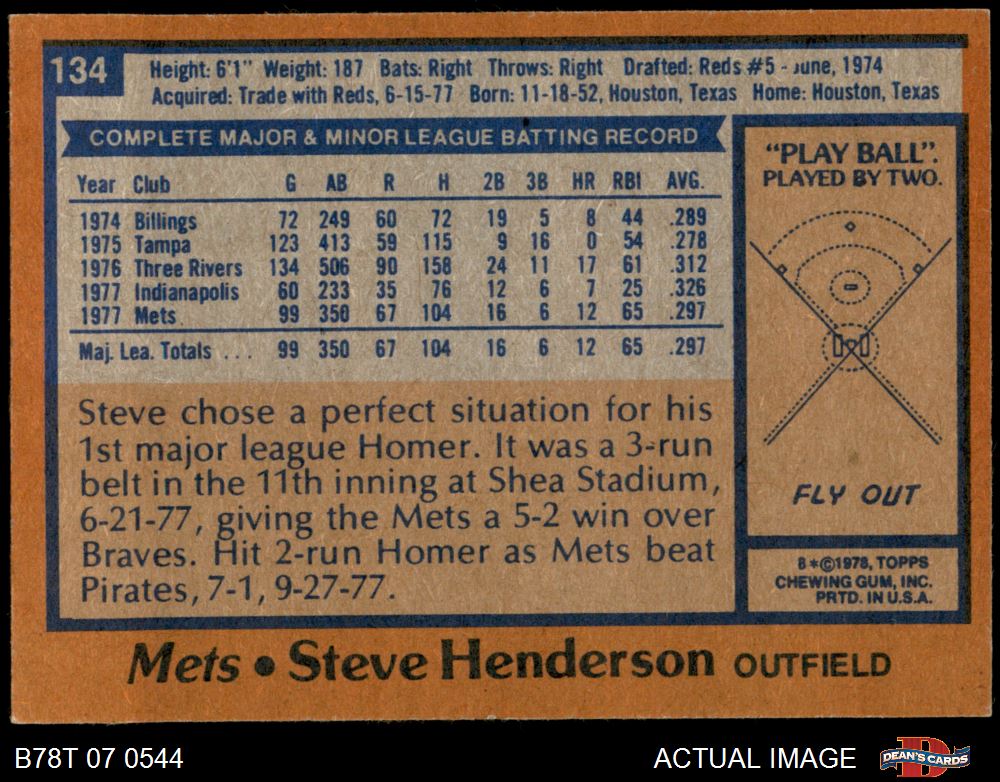 134
Height: 6'1" Weight: 187 Bats: Right Throws: Right Drafted: Reds #5 - June, 1974
Acquired: Trade with Reds, 6-15-77 Born: 11-18-52, Houston, Texas Home: Houston, Texas
COMPLETE MAJOR & MINOR LEAGUE BATTING RECORD
Year Club G AB R H 2B 3B HR RBI AVG.
1974 Billings 72 249 60 72 19 5 8 44 .289
1975 Tampa 123 413 59 115 9 16 0 54 .278
1976 Three Rivers 134 506 90 158 24 11 17 61 .312
1977 Indianapolis 60 233 35 76 12 6 7 25 .326
1977 Mets 99 350 67 104 16 6 12 65 .297
Maj. Lea. Totals ... 99 350 67 104 16 6 12 65 .297
Steve chose a perfect situation for his
1st major league Homer. It was a 3-run
belt in the 11th inning at Shea Stadium,
6-21-77, giving the Mets a 5-2 win over
Braves. Hit 2-run Homer as Mets beat
Pirates, 7-1, 9-27-77.
"PLAY BALL".
PLAYED BY TWO.
FLY OUT
8*©1978, TOPPS
CHEWING GUM, INC.
PRTD. IN U.S.A.
Mets • Steve Henderson OUTFIELD
B78T 07 0544
ACTUAL IMAGE
DEAN'S CARDS